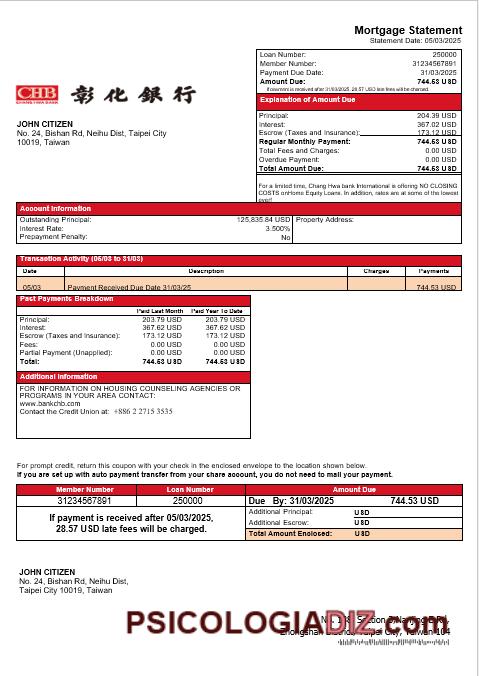 Mortgage Statement
Statement Date: 05/03/2025
Loan Number: 250000
Member Number: 31234567891
Payment Due Date: 31/03/2025
Amount Due: 744.53 USD
If payment is received after 31/03/2025, 28.57 USD late fees will be charged.
CHB
CHANG HWA BANK
彰化銀行
Explanation of Amount Due
Principal: 204.39 USD
Interest: 367.02 USD
Escrow (Taxes and Insurance): 173.12 USD
Regular Monthly Payment: 744.53 USD
Total Fees and Charges: 0.00 USD
Overdue Payment: 0.00 USD
Total Amount Due: 744.53 USD
JOHN CITIZEN
No. 24, Bishan Rd, Neihu Dist, Taipei City
10019, Taiwan
For a limited time, Chang Hwa bank International is offering NO CLOSING
COSTS onHome Equity Loans. In addition, rates are at some of the lowest
ever!
Account Information
Outstanding Principal: 125,835.84 USD Property Address:
Interest Rate: 3.500%
Prepayment Penalty: No
Transaction Activity (05/03 to 31/03)
Date Description Charges Payments
05/03 Payment Received Due Date 31/03/25 744.53 USD
Past Payments Breakdown
Paid Last Month Paid Year To Date
Principal: 203.79 USD 203.79 USD
Interest: 367.62 USD 367.62 USD
Escrow (Taxes and Insurance): 173.12 USD 173.12 USD
Fees: 0.00 USD 0.00 USD
Partial Payment (Unapplied): 0.00 USD 0.00 USD
Total: 744.53 USD 744.53 USD
Additional Information
FOR INFORMATION ON HOUSING COUNSELING AGENCIES OR
PROGRAMS IN YOUR AREA CONTACT:
www.bankchb.com
Contact the Credit Union at: +886 2 2715 3535
For prompt credit, return this coupon with your check in the enclosed envelope to the location shown below.
If you are set up with auto payment transfer from your share account, you do not need to mail your payment.
Member Number Loan Number Amount Due
31234567891 250000 Due By: 31/03/2025 744.53 USD
If payment is received after 05/03/2025,
28.57 USD late fees will be charged.
Additional Principal: USD
Additional Escrow: USD
Total Amount Enclosed: USD
JOHN CITIZEN
No. 24, Bishan Rd, Neihu Dist,
Taipei City 10019, Taiwan
PSICOLOGIADIZ.com
Zhongshan District, Taipei City, Taiwan 104